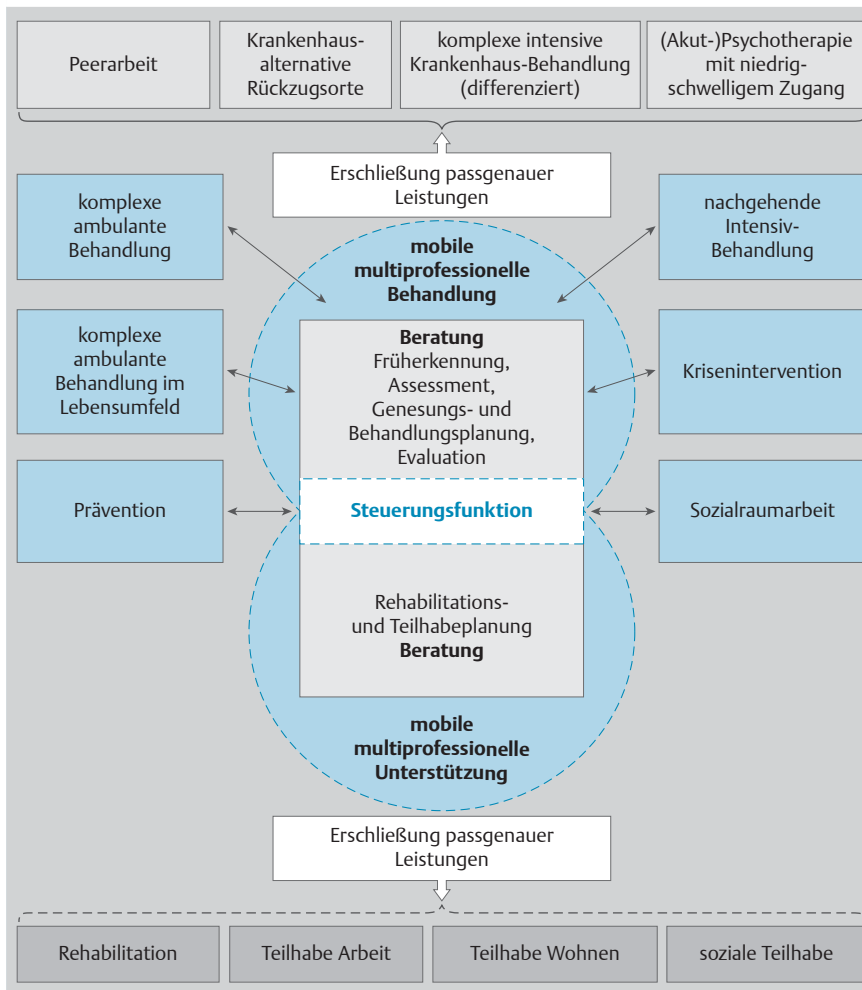 Peerarbeit
Krankenhaus-
alternative
Rückzugsorte
komplexe intensive
Krankenhaus-Behandlung
(differenziert)
(Akut-)Psychotherapie
mit niedrig-
schwelligem Zugang
Erschließung passgenauer
Leistungen
komplexe
ambulante
Behandlung
mobile
multiprofessionelle
Behandlung
nachgehende
Intensiv-
Behandlung
komplexe
ambulante
Behandlung im
Lebensumfeld
Beratung
Früherkennung,
Assessment,
Genesungs- und
Behandlungsplanung,
Evaluation
Krisenintervention
Prävention
Steuerungsfunktion
Sozialraumarbeit
Rehabilitations-
und Teilhabeplanung
Beratung
mobile
multiprofessionelle
Unterstützung
Erschließung passgenauer
Leistungen
Rehabilitation
Teilhabe Arbeit
Teilhabe Wohnen
soziale Teilhabe